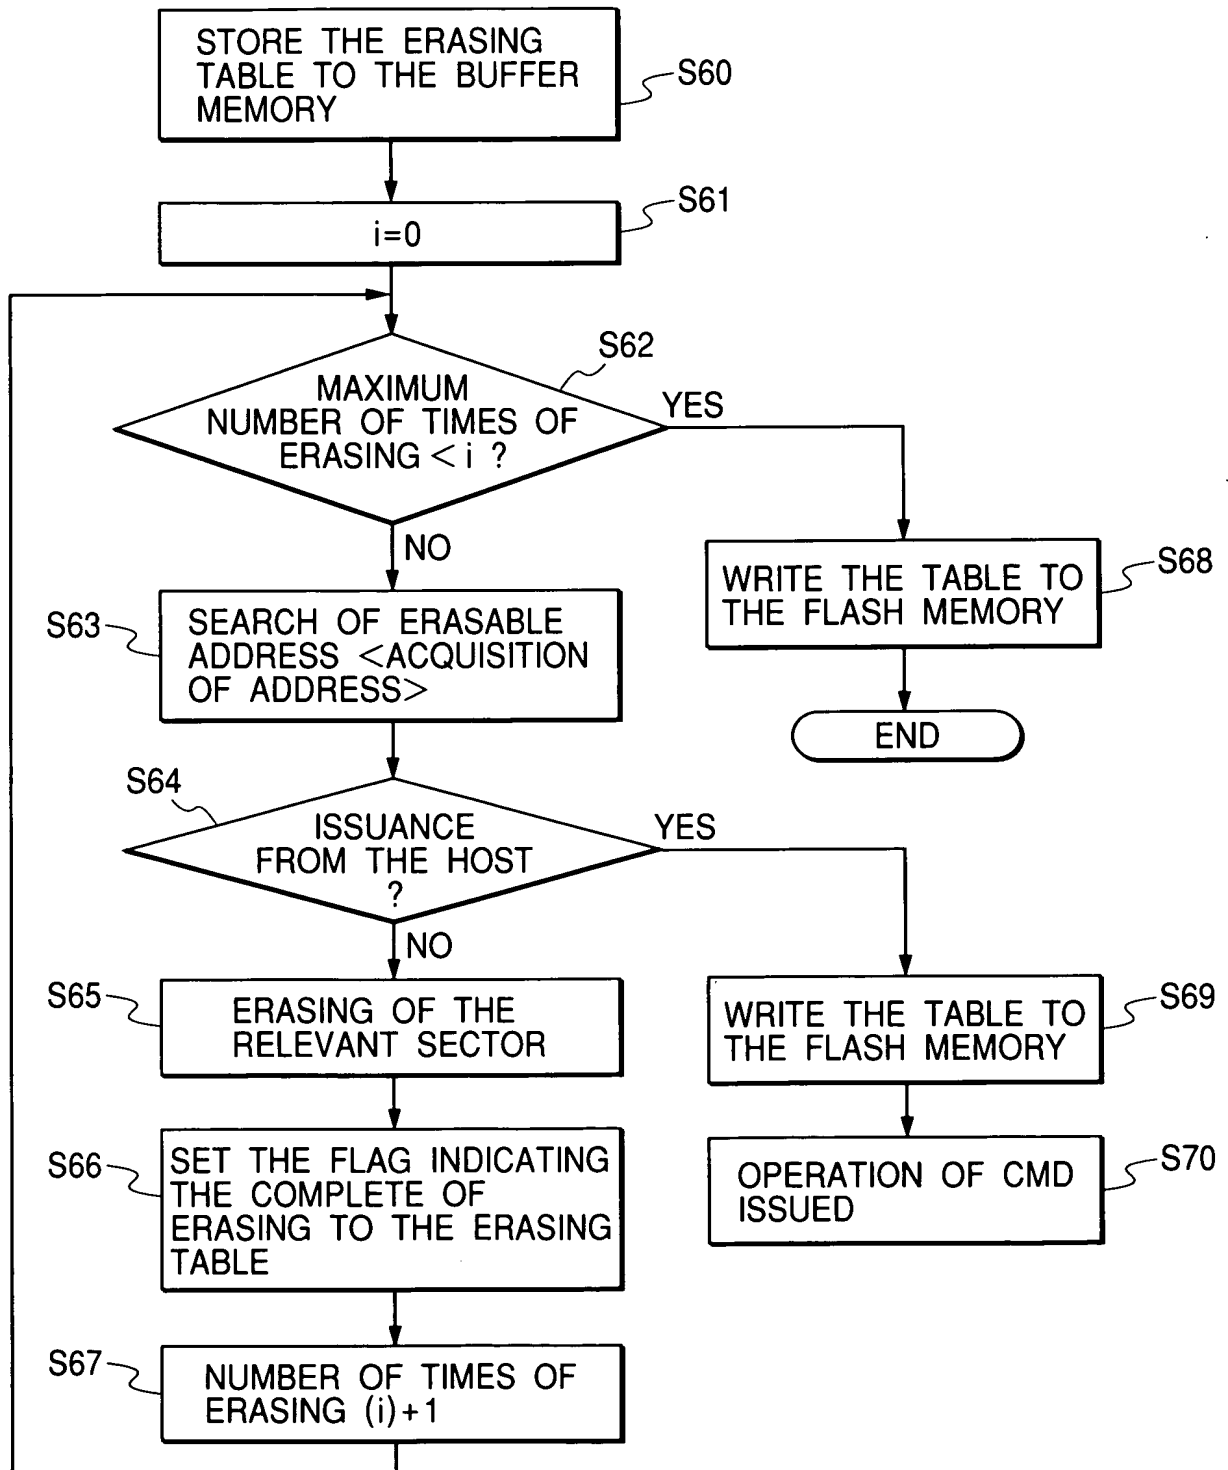 STORE THE ERASING
TABLE TO THE BUFFER
MEMORY
S60
S61
i=0
S62
MAXIMUM
NUMBER OF TIMES OF
ERASING < i ?
YES
NO
S63
SEARCH OF ERASABLE
ADDRESS <ACQUISITION
OF ADDRESS>
WRITE THE TABLE TO
THE FLASH MEMORY
S68
END
S64
ISSUANCE
FROM THE HOST
?
YES
NO
S65
ERASING OF THE
RELEVANT SECTOR
WRITE THE TABLE TO
THE FLASH MEMORY
S69
S66
SET THE FLAG INDICATING
THE COMPLETE OF
ERASING TO THE ERASING
TABLE
OPERATION OF CMD
ISSUED
S70
S67
NUMBER OF TIMES OF
ERASING (i)+1